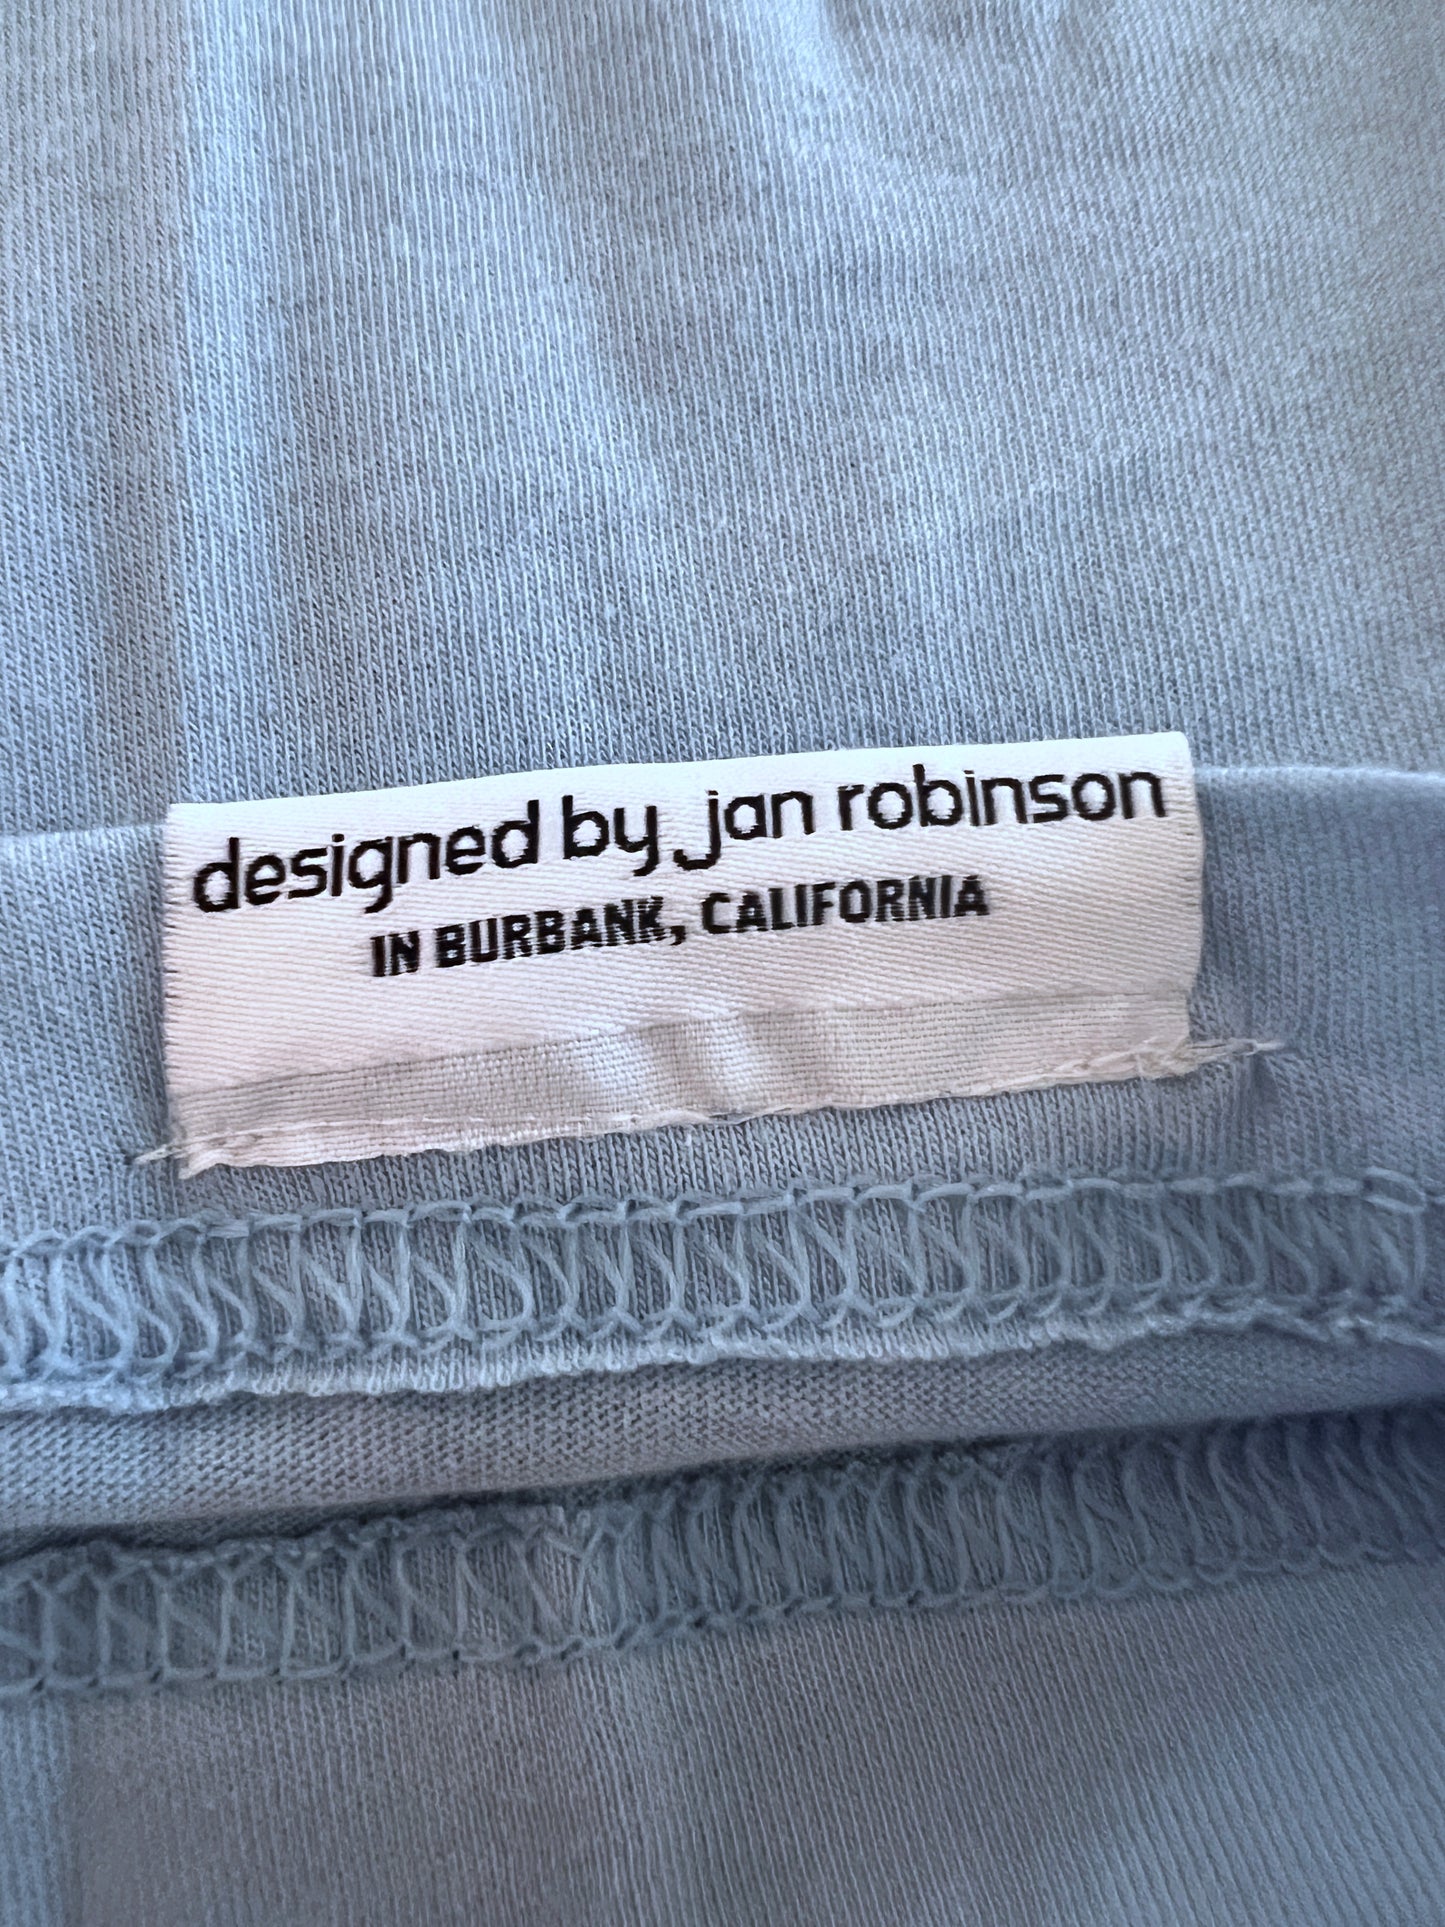 designed by jan robinson
IN BURBANK, CALIFORNIA